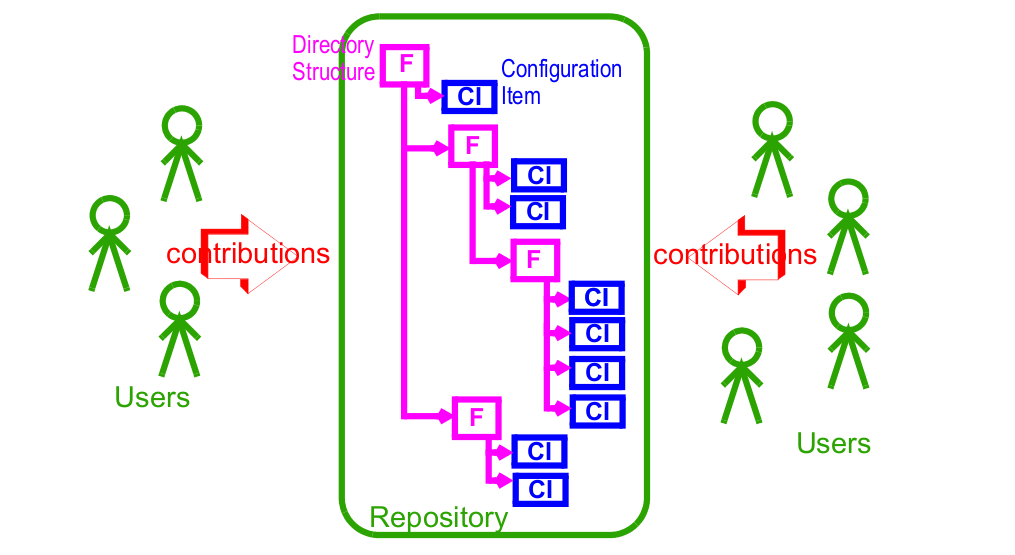 Directory
Structure
F
CI
Configuration
Item
F
CI
CI
contributions
F
contributions
CI
CI
CI
CI
Users
F
Users
CI
CI
Repository